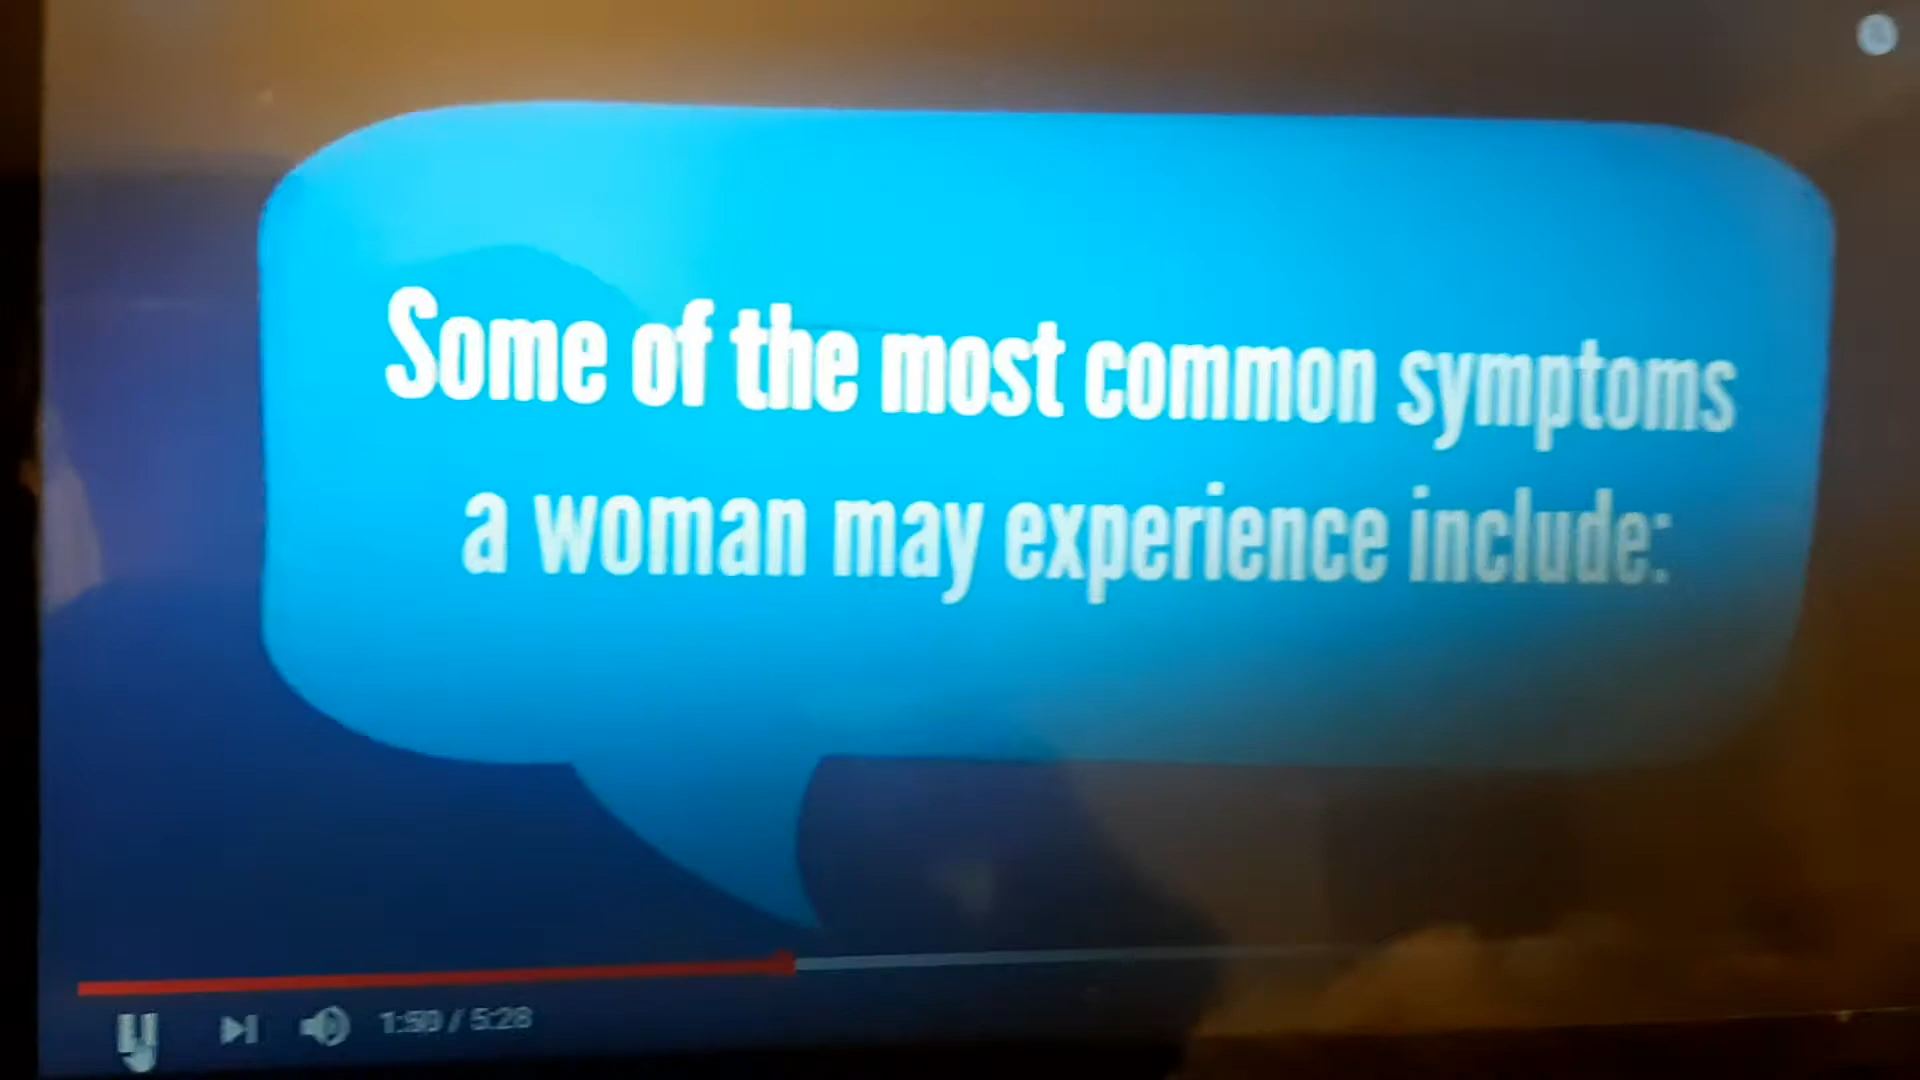 Some of the most common symptoms
a woman may experience include:
1:50 / 5:28